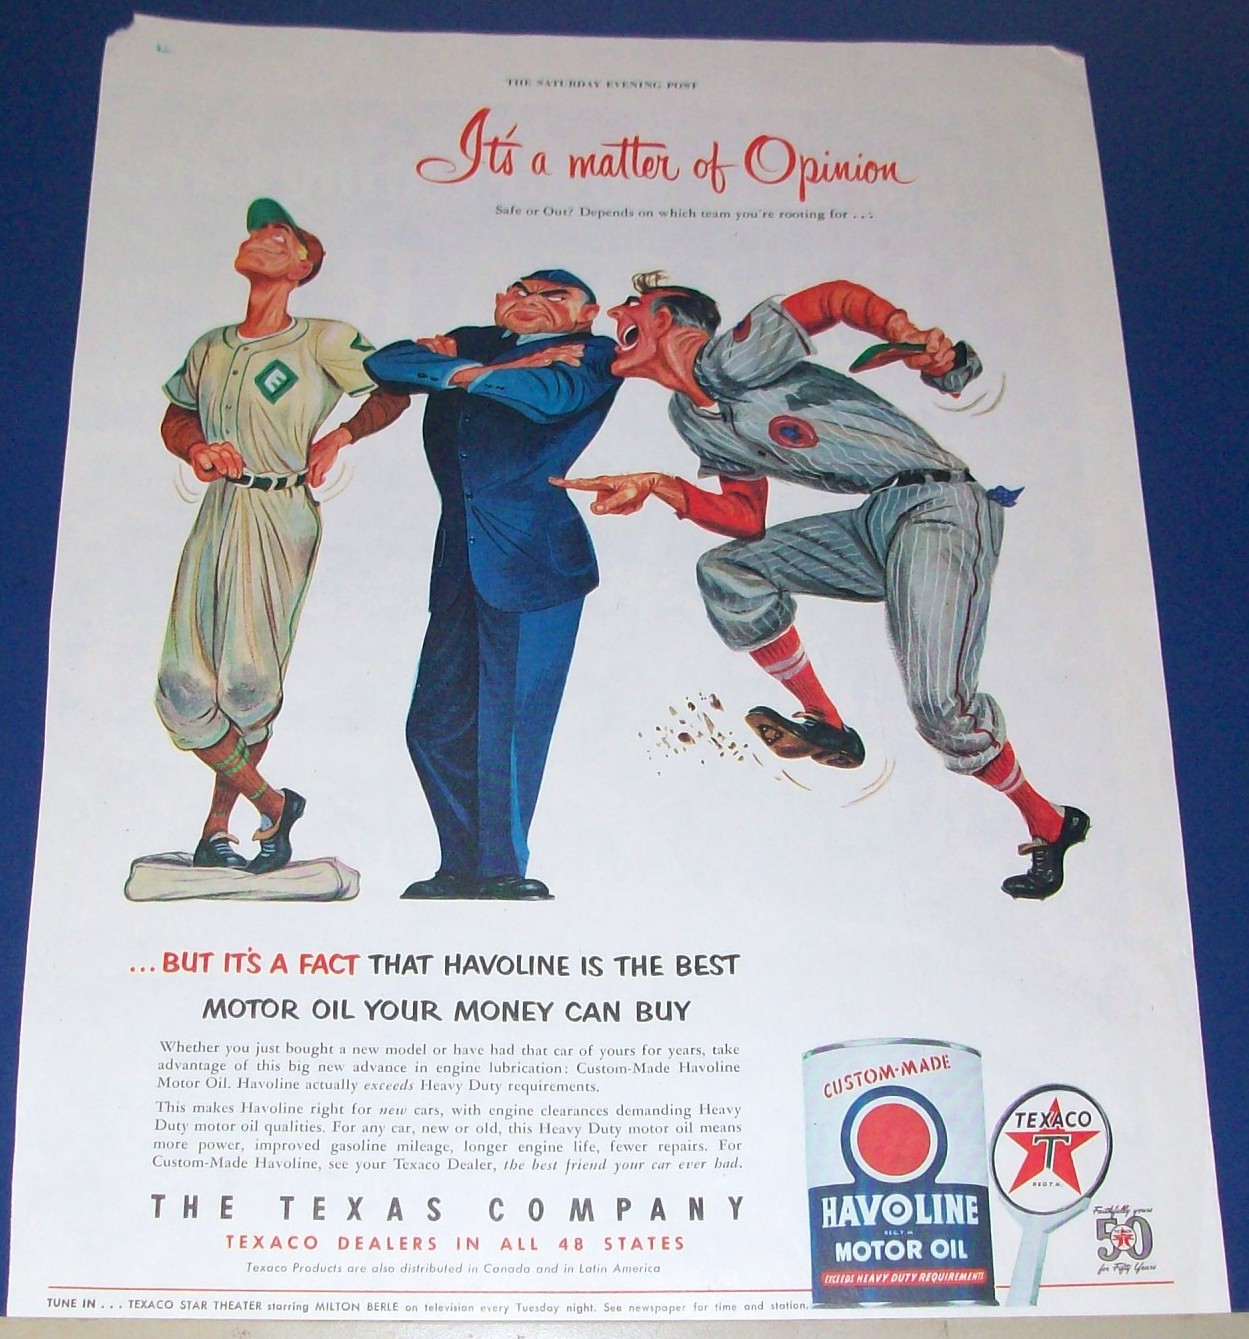 THE SATURDAY EVENING POST
It's a matter of Opinion
Safe or Out? Depends on which team you're rooting for . . .
E
...BUT IT'S A FACT THAT HAVOLINE IS THE BEST
MOTOR OIL YOUR MONEY CAN BUY
Whether you just bought a new model or have had that car of yours for years, take
advantage of this big new advance in engine lubrication: Custom-Made Havoline
Motor Oil. Havoline actually exceeds Heavy Duty requirements.
This makes Havoline right for new cars, with engine clearances demanding Heavy
Duty motor oil qualities. For any car, new or old, this Heavy Duty motor oil means
more power, improved gasoline mileage, longer engine life, fewer repairs. For
Custom-Made Havoline, see your Texaco Dealer, the best friend your car ever had.
THE TEXAS COMPANY
TEXACO DEALERS IN ALL 48 STATES
Texaco Products are also distributed in Canada and in Latin America
CUSTOM-MADE
HAVOLINE
REG. T.M.
MOTOR OIL
EXCEEDS HEAVY DUTY REQUIREMENTS
TEXACO
T
REG. T.M.
Faithfully yours
50
for Fifty Years
TUNE IN . . . TEXACO STAR THEATER starring MILTON BERLE on television every Tuesday night. See newspaper for time and station.